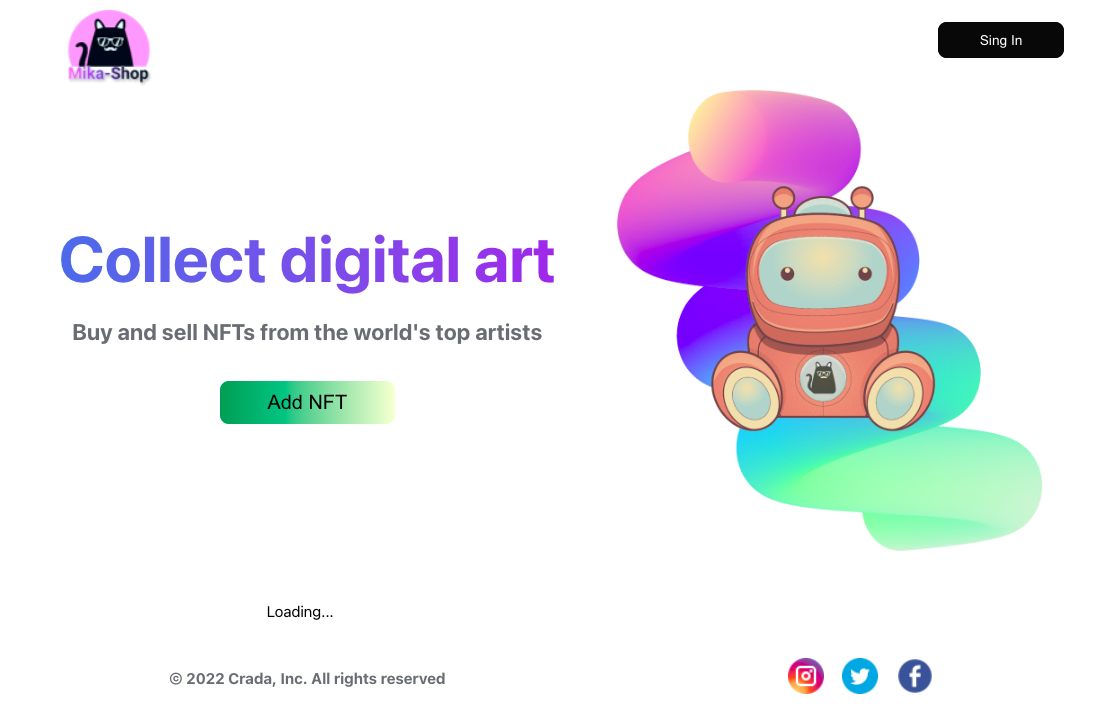 Mika-Shop
Sing In
Collect digital art
Buy and sell NFTs from the world's top artists
Add NFT
Loading...
© 2022 Crada, Inc. All rights reserved